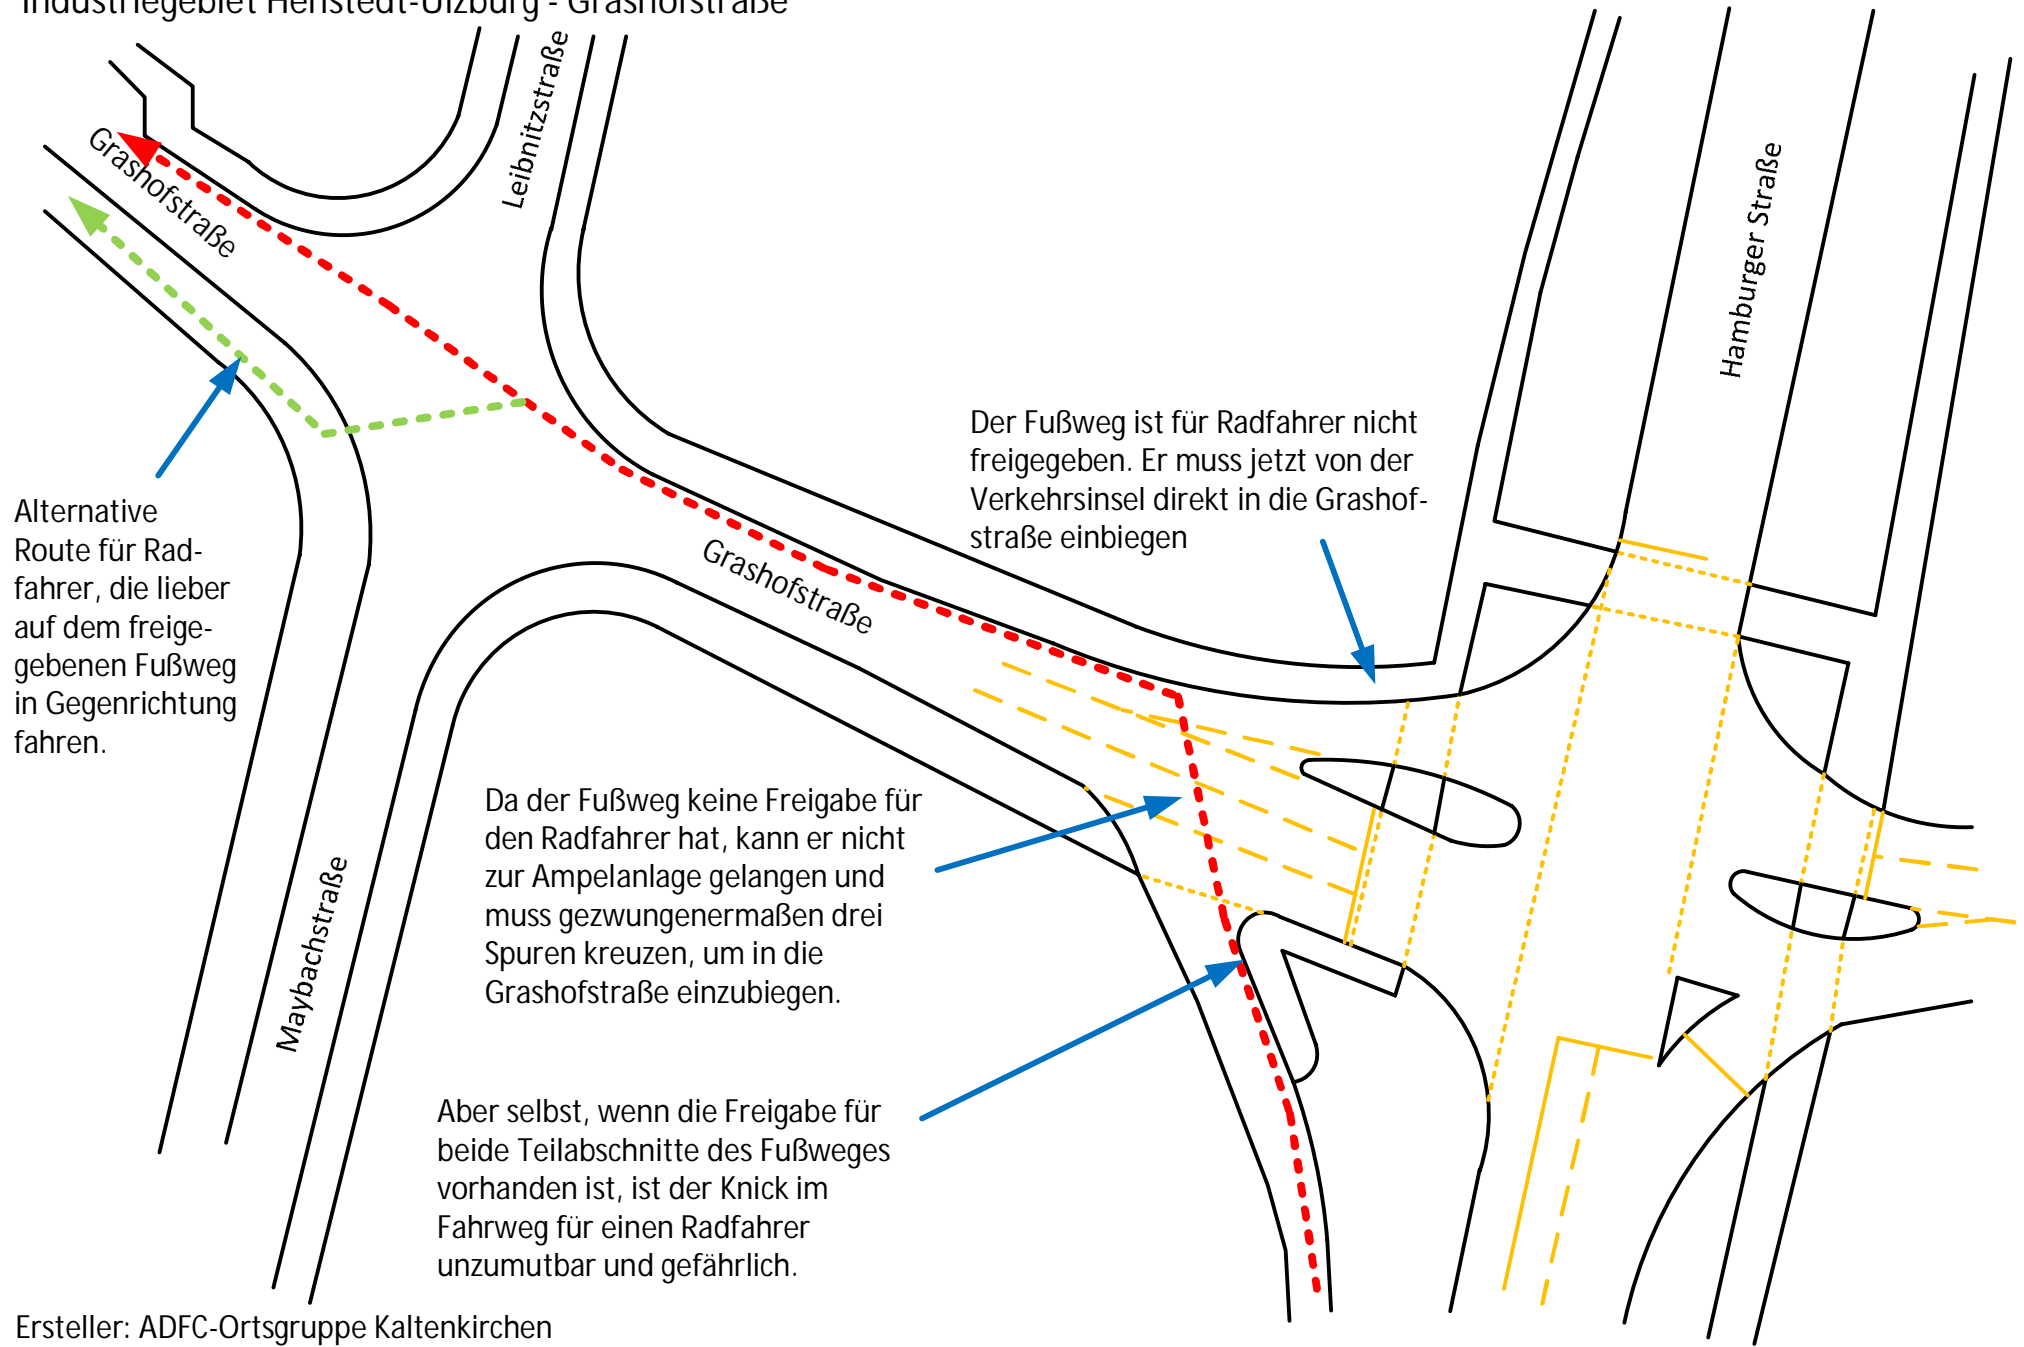 Industriegebiet Henstedt-Ulzburg - Grashofstraße
Leibnitzstraße
Grashofstraße
Hamburger Straße
Der Fußweg ist für Radfahrer nicht
freigegeben. Er muss jetzt von der
Verkehrsinsel direkt in die Grashof-
straße einbiegen
Alternative
Route für Rad-
fahrer, die lieber
auf dem freige-
gebenen Fußweg
in Gegenrichtung
fahren.
Grashofstraße
Da der Fußweg keine Freigabe für
den Radfahrer hat, kann er nicht
zur Ampelanlage gelangen und
muss gezwungenermaßen drei
Spuren kreuzen, um in die
Grashofstraße einzubiegen.
Maybachstraße
Aber selbst, wenn die Freigabe für
beide Teilabschnitte des Fußweges
vorhanden ist, ist der Knick im
Fahrweg für einen Radfahrer
unzumutbar und gefährlich.
Ersteller: ADFC-Ortsgruppe Kaltenkirchen